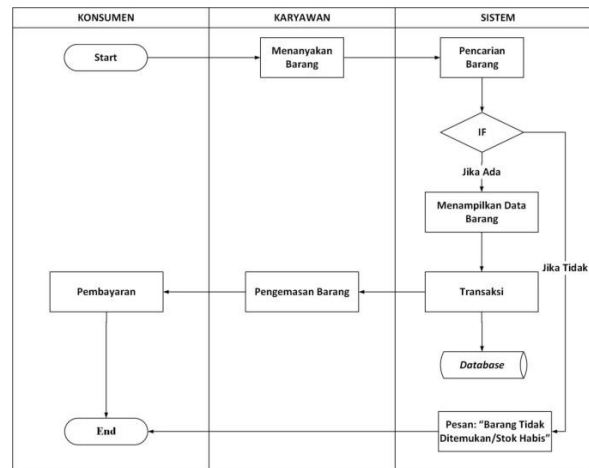 KONSUMEN
KARYAWAN
SISTEM
Start
Menanyakan
Barang
Pencarian
Barang
IF
Jika Ada
Menampilkan Data
Barang
Jika Tidak
Pembayaran
Pengemasan Barang
Transaksi
Database
End
Pesan: “Barang Tidak
Ditemukan/Stok Habis”